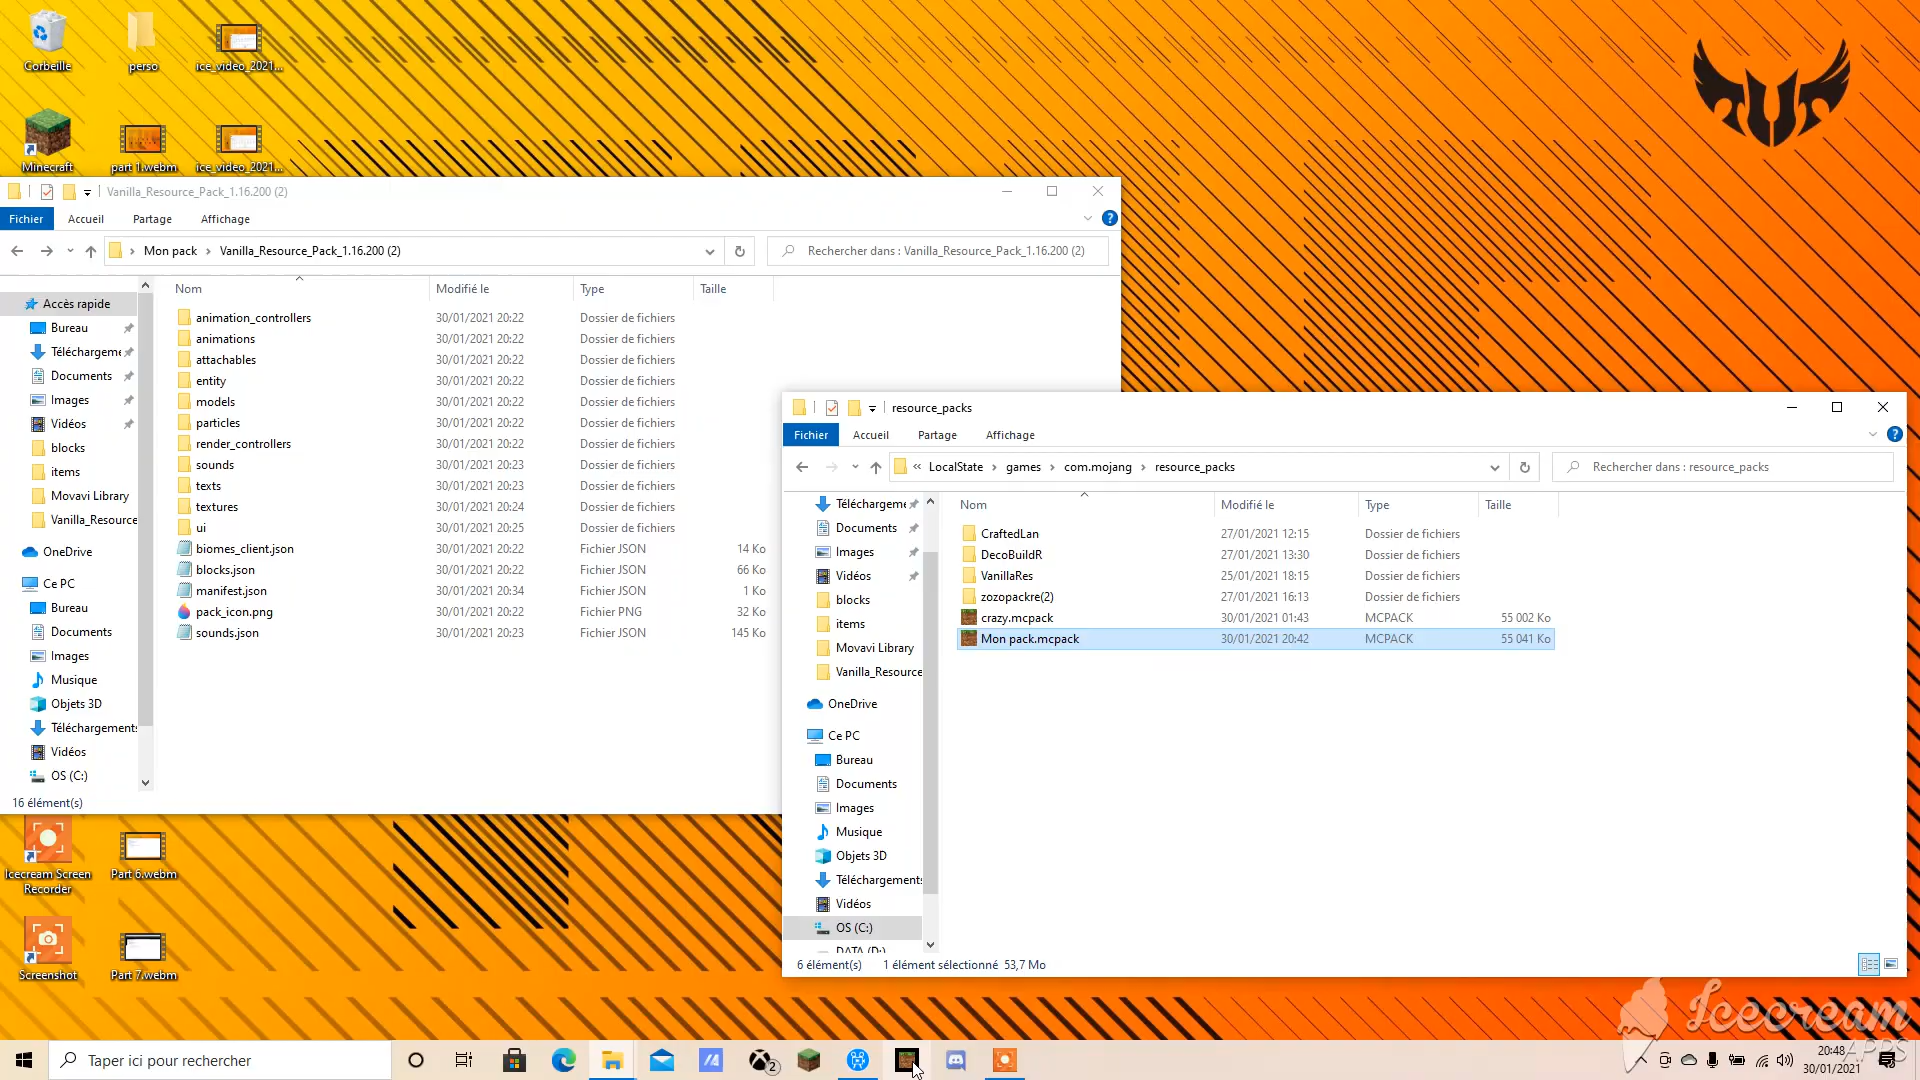 Corbeille
perso
ice_video_2021...
Minecraft
part 1.webm
ice_video_2021...
Vanilla_Resource_Pack_1.16.200 (2)
Fichier
Accueil
Partage
Affichage
Mon pack > Vanilla_Resource_Pack_1.16.200 (2)
Rechercher dans : Vanilla_Resource_Pack_1.16.200 (2)
Nom
Modifié le
Type
Taille
Accès rapide
Bureau
Téléchargeme
Documents
Images
Vidéos
blocks
items
Movavi Library
Vanilla_Resource
OneDrive
Ce PC
Bureau
Documents
Images
Musique
Objets 3D
Téléchargements
Vidéos
OS (C:)
animation_controllers 30/01/2021 20:22 Dossier de fichiers
animations 30/01/2021 20:22 Dossier de fichiers
attachables 30/01/2021 20:22 Dossier de fichiers
entity 30/01/2021 20:22 Dossier de fichiers
models 30/01/2021 20:22 Dossier de fichiers
particles 30/01/2021 20:22 Dossier de fichiers
render_controllers 30/01/2021 20:22 Dossier de fichiers
sounds 30/01/2021 20:23 Dossier de fichiers
texts 30/01/2021 20:23 Dossier de fichiers
textures 30/01/2021 20:24 Dossier de fichiers
ui 30/01/2021 20:25 Dossier de fichiers
biomes_client.json 30/01/2021 20:22 Fichier JSON 14 Ko
blocks.json 30/01/2021 20:22 Fichier JSON 66 Ko
manifest.json 30/01/2021 20:34 Fichier JSON 1 Ko
pack_icon.png 30/01/2021 20:22 Fichier PNG 32 Ko
sounds.json 30/01/2021 20:23 Fichier JSON 145 Ko
16 élément(s)
resource_packs
Fichier
Accueil
Partage
Affichage
« LocalState > games > com.mojang > resource_packs
Rechercher dans : resource_packs
Nom
Modifié le
Type
Taille
Téléchargeme
Documents
Images
Vidéos
blocks
items
Movavi Library
Vanilla_Resource
OneDrive
Ce PC
Bureau
Documents
Images
Musique
Objets 3D
Téléchargements
Vidéos
OS (C:)
DATA (D:)
CraftedLan 27/01/2021 12:15 Dossier de fichiers
DecoBuildR 27/01/2021 13:30 Dossier de fichiers
VanillaRes 25/01/2021 18:15 Dossier de fichiers
zozopackre(2) 27/01/2021 16:13 Dossier de fichiers
crazy.mcpack 30/01/2021 01:43 MCPACK 55 002 Ko
Mon pack.mcpack 30/01/2021 20:42 MCPACK 55 041 Ko
6 élément(s) 1 élément sélectionné 53,7 Mo
Icecream Screen
Recorder
Part 6.webm
Screenshot
Part 7.webm
Icecream
APPS
Taper ici pour rechercher
2
20:48
30/01/2021